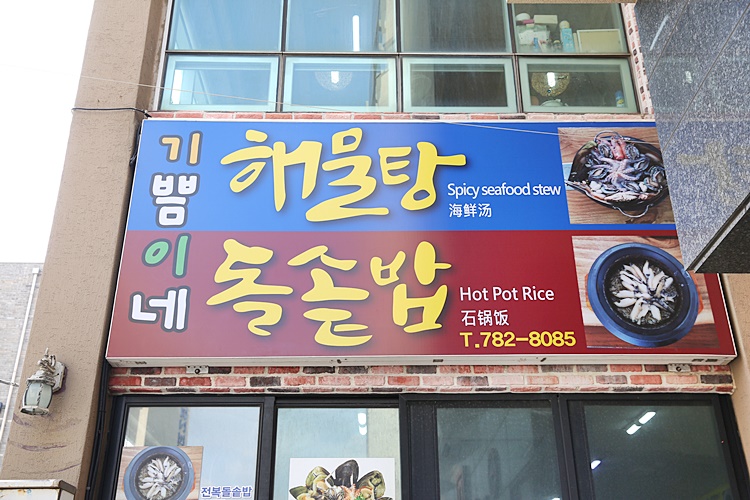 기쁨이네
해물탕
Spicy seafood stew
海鲜汤
돌솥밥
Hot Pot Rice
石锅饭
T.782-8085
전복돌솥밥